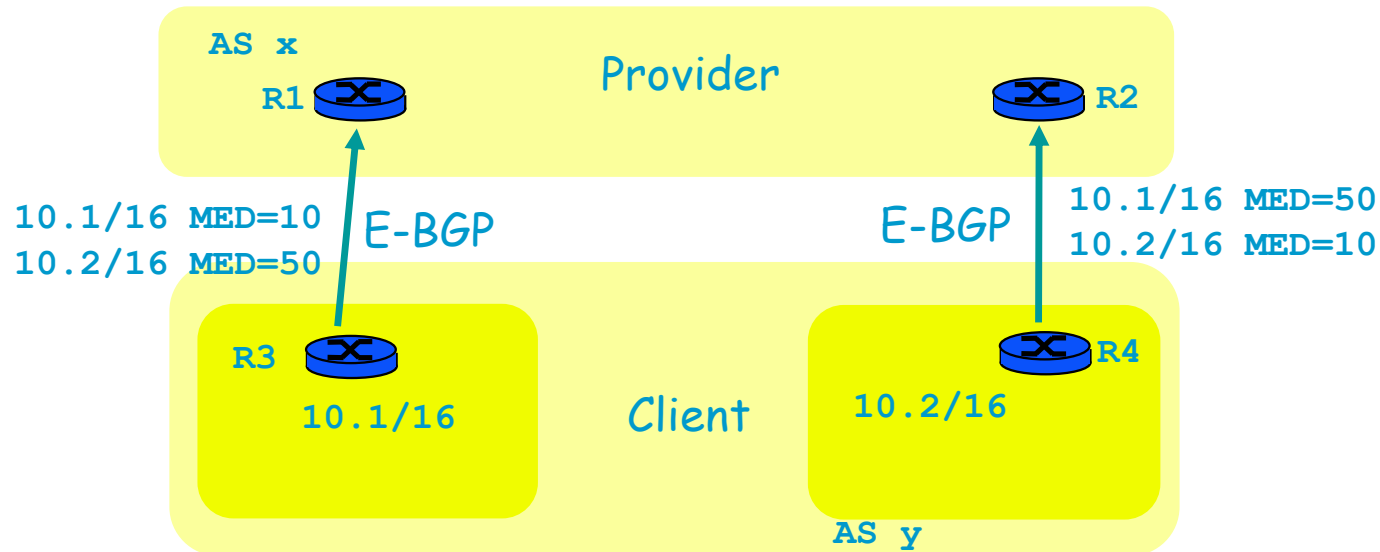 AS x
Provider
R1
R2
10.1/16 MED=10
10.2/16 MED=50
E-BGP
E-BGP
10.1/16 MED=50
10.2/16 MED=10
R3
R4
10.1/16
Client
10.2/16
AS y